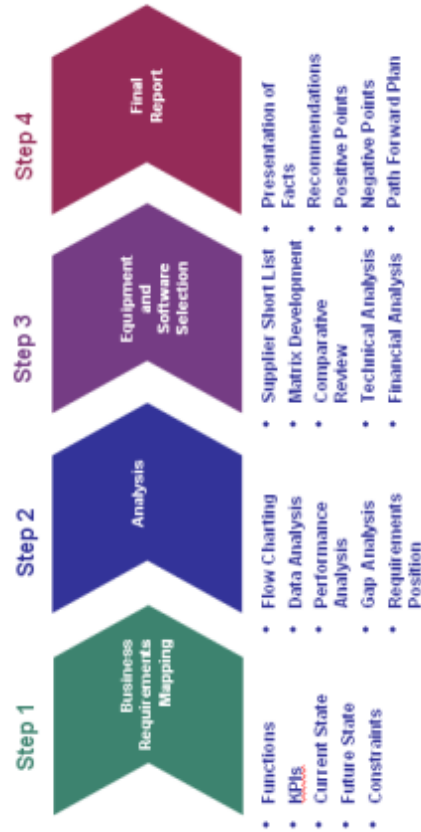 Step 1
Business
Requirements
Mapping
• Functions
• KPIs
• Current State
• Future State
• Constraints
Step 2
Analysis
• Flow Charting
• Data Analysis
• Performance
Analysis
• Gap Analysis
• Requirements
Position
Step 3
Equipment
and
Software
Selection
• Supplier Short List
• Matrix Development
• Comparative
Review
• Technical Analysis
• Financial Analysis
Step 4
Final
Report
• Presentation of
Facts
• Recommendations
• Positive Points
• Negative Points
• Path Forward Plan